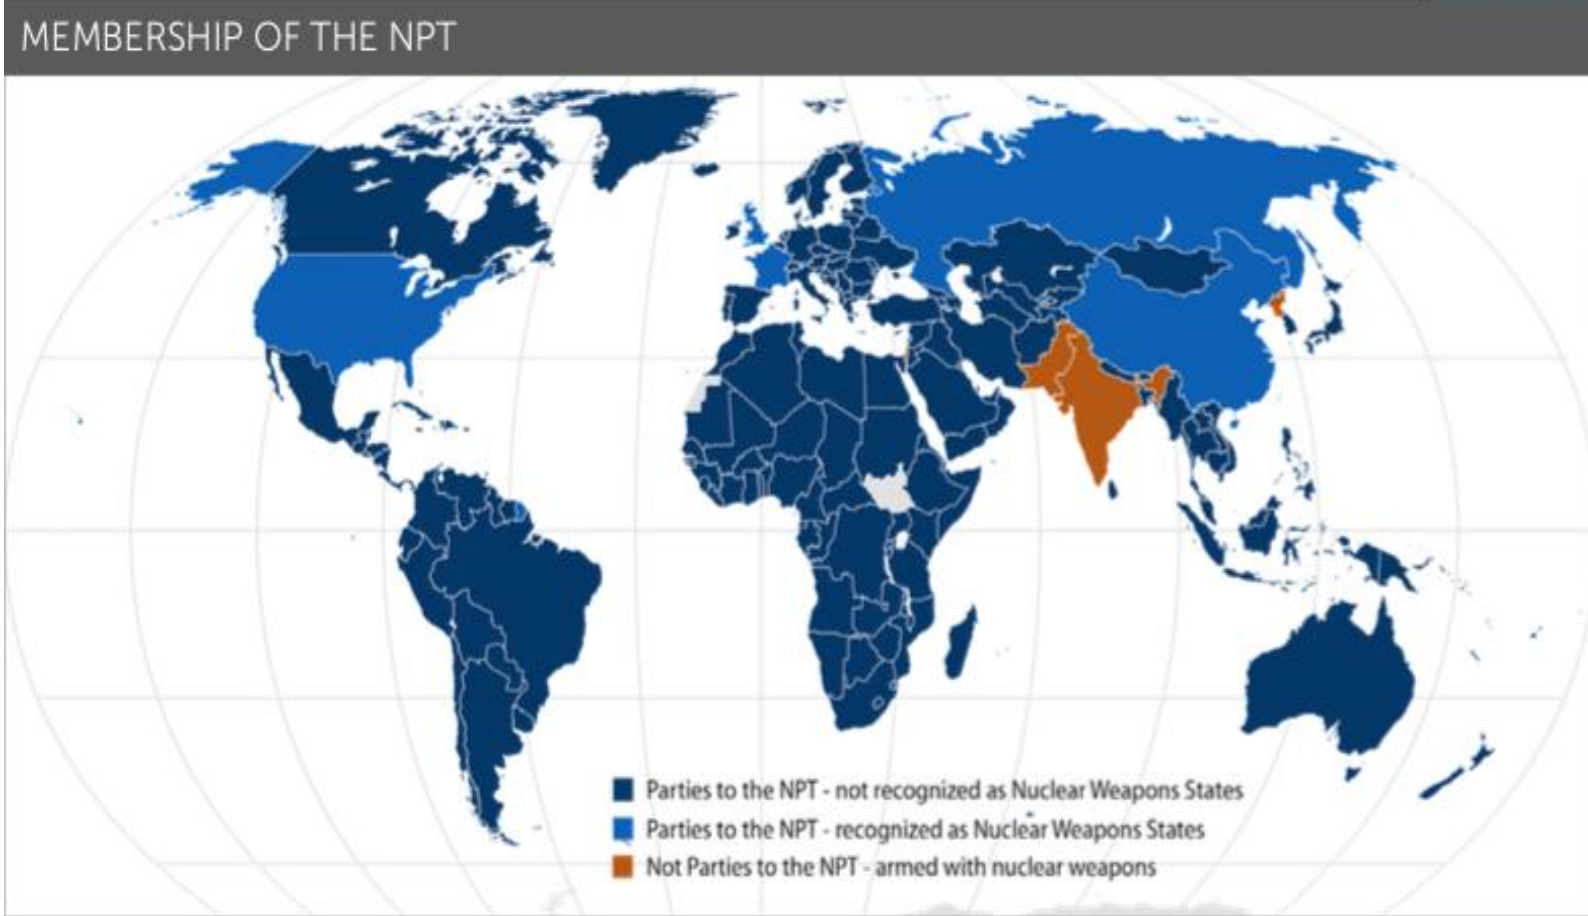 MEMBERSHIP OF THE NPT
Parties to the NPT - not recognized as Nuclear Weapons States
Parties to the NPT - recognized as Nuclear Weapons States
Not Parties to the NPT - armed with nuclear weapons